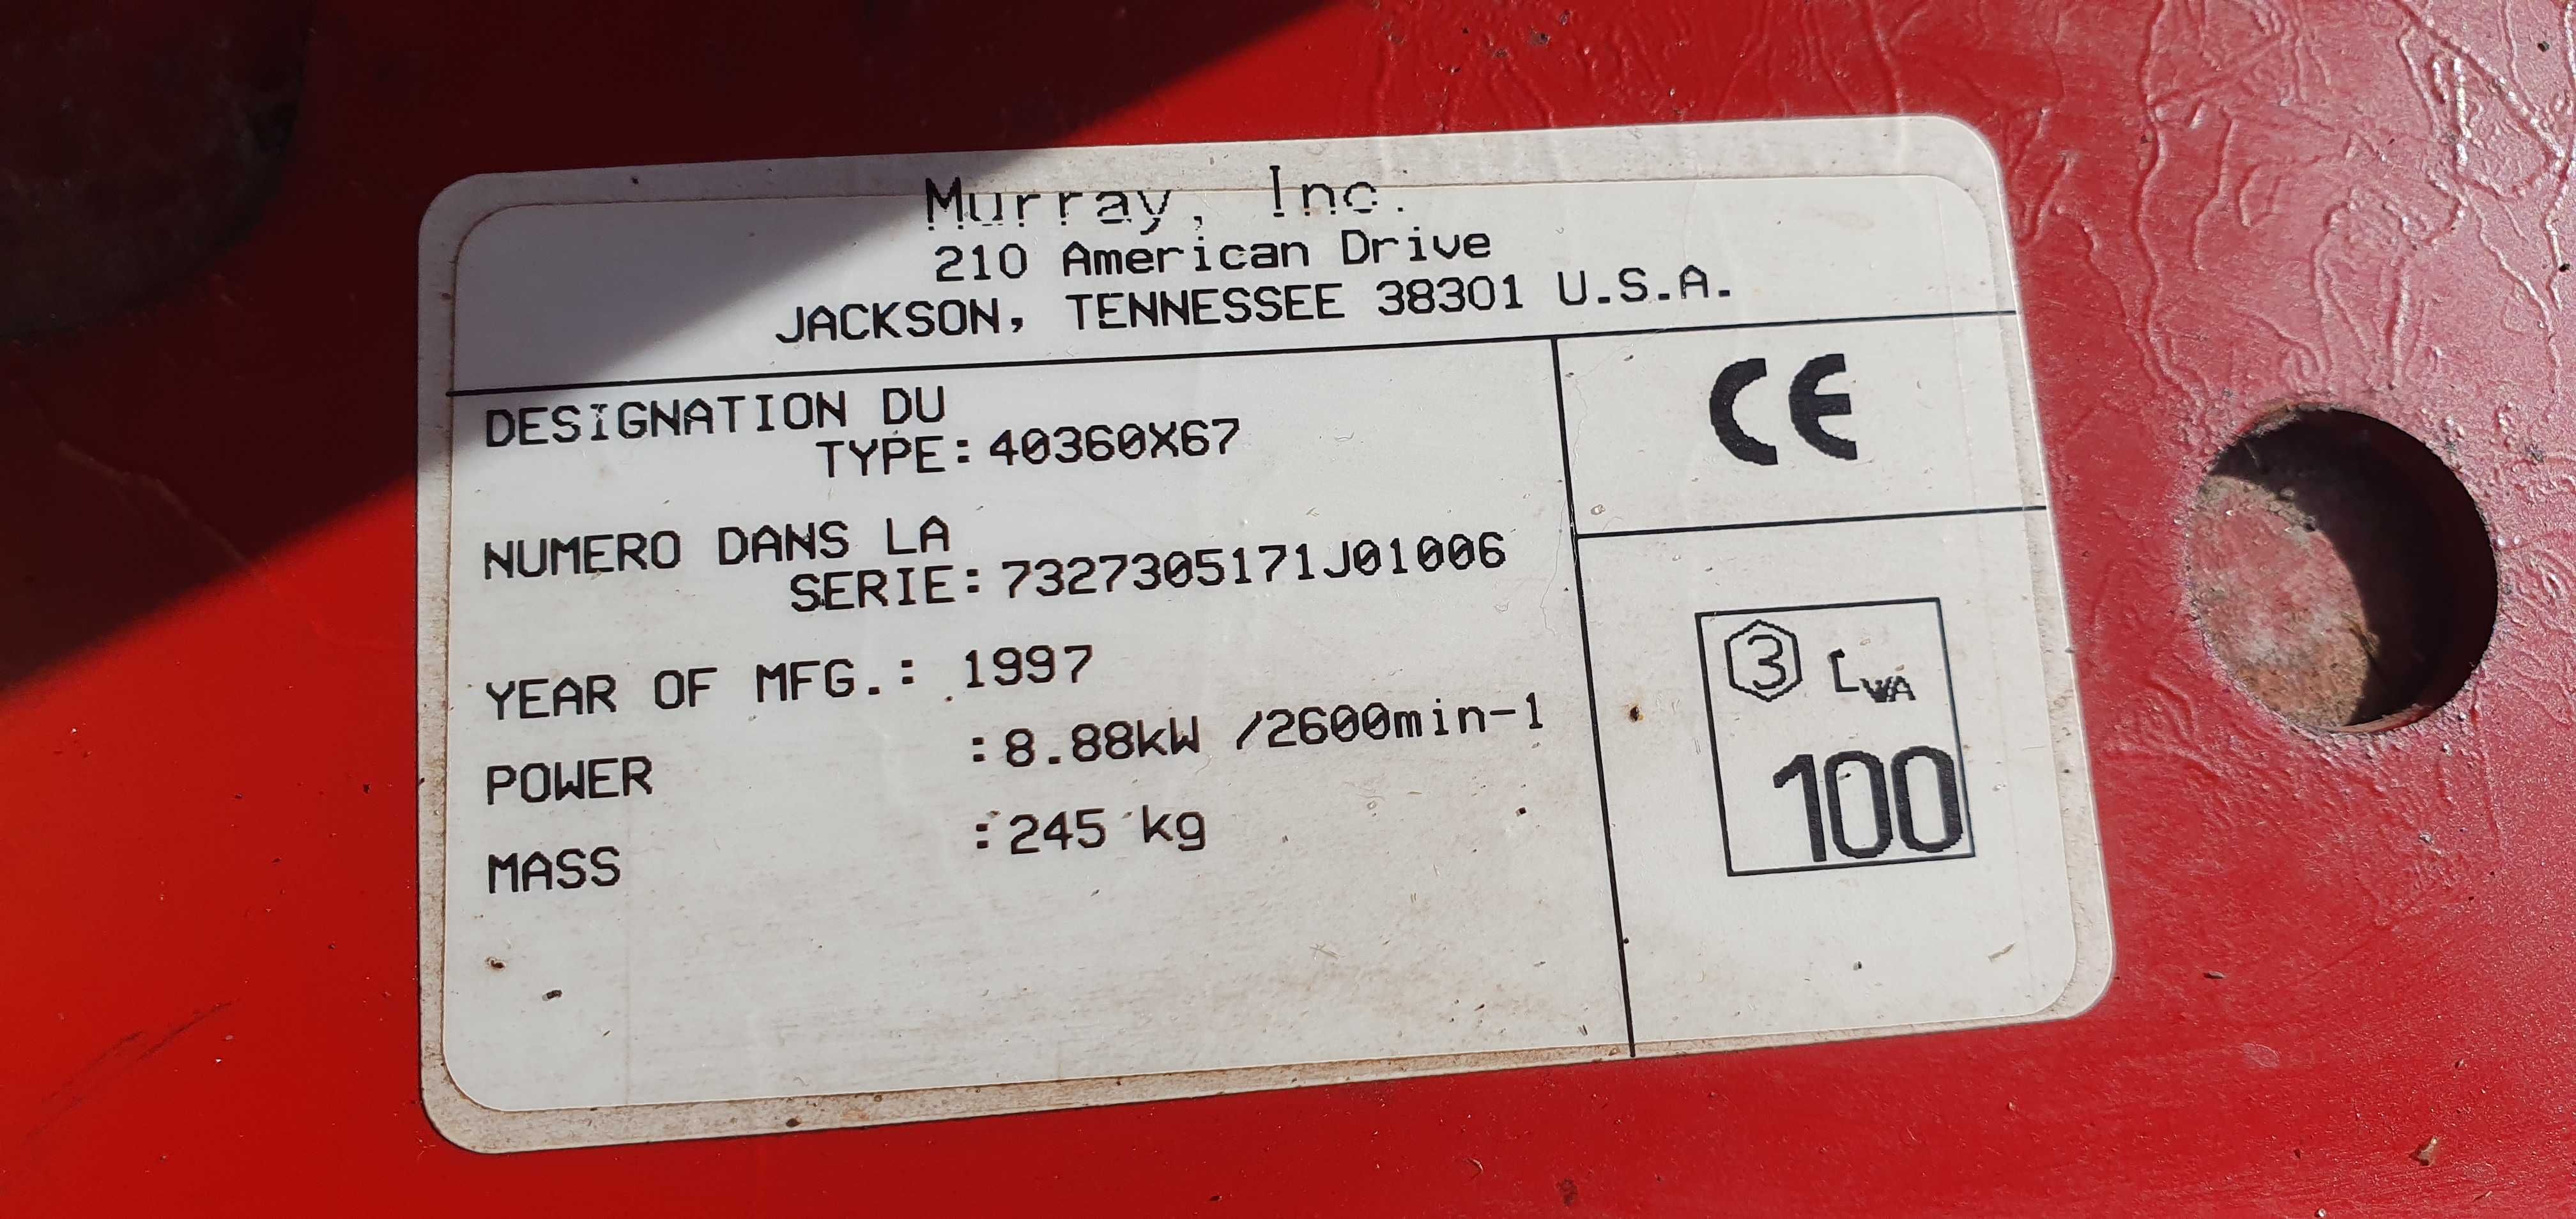 Murray, Inc.
210 American Drive
JACKSON, TENNESSEE 38301 U.S.A.
DESIGNATION DU
TYPE: 40360X67
NUMERO DANS LA
SERIE: 7327305171J01006
YEAR OF MFG.: 1997
POWER :8.88kW /2600min-1
MASS :245 kg
CE
3 LWA
100